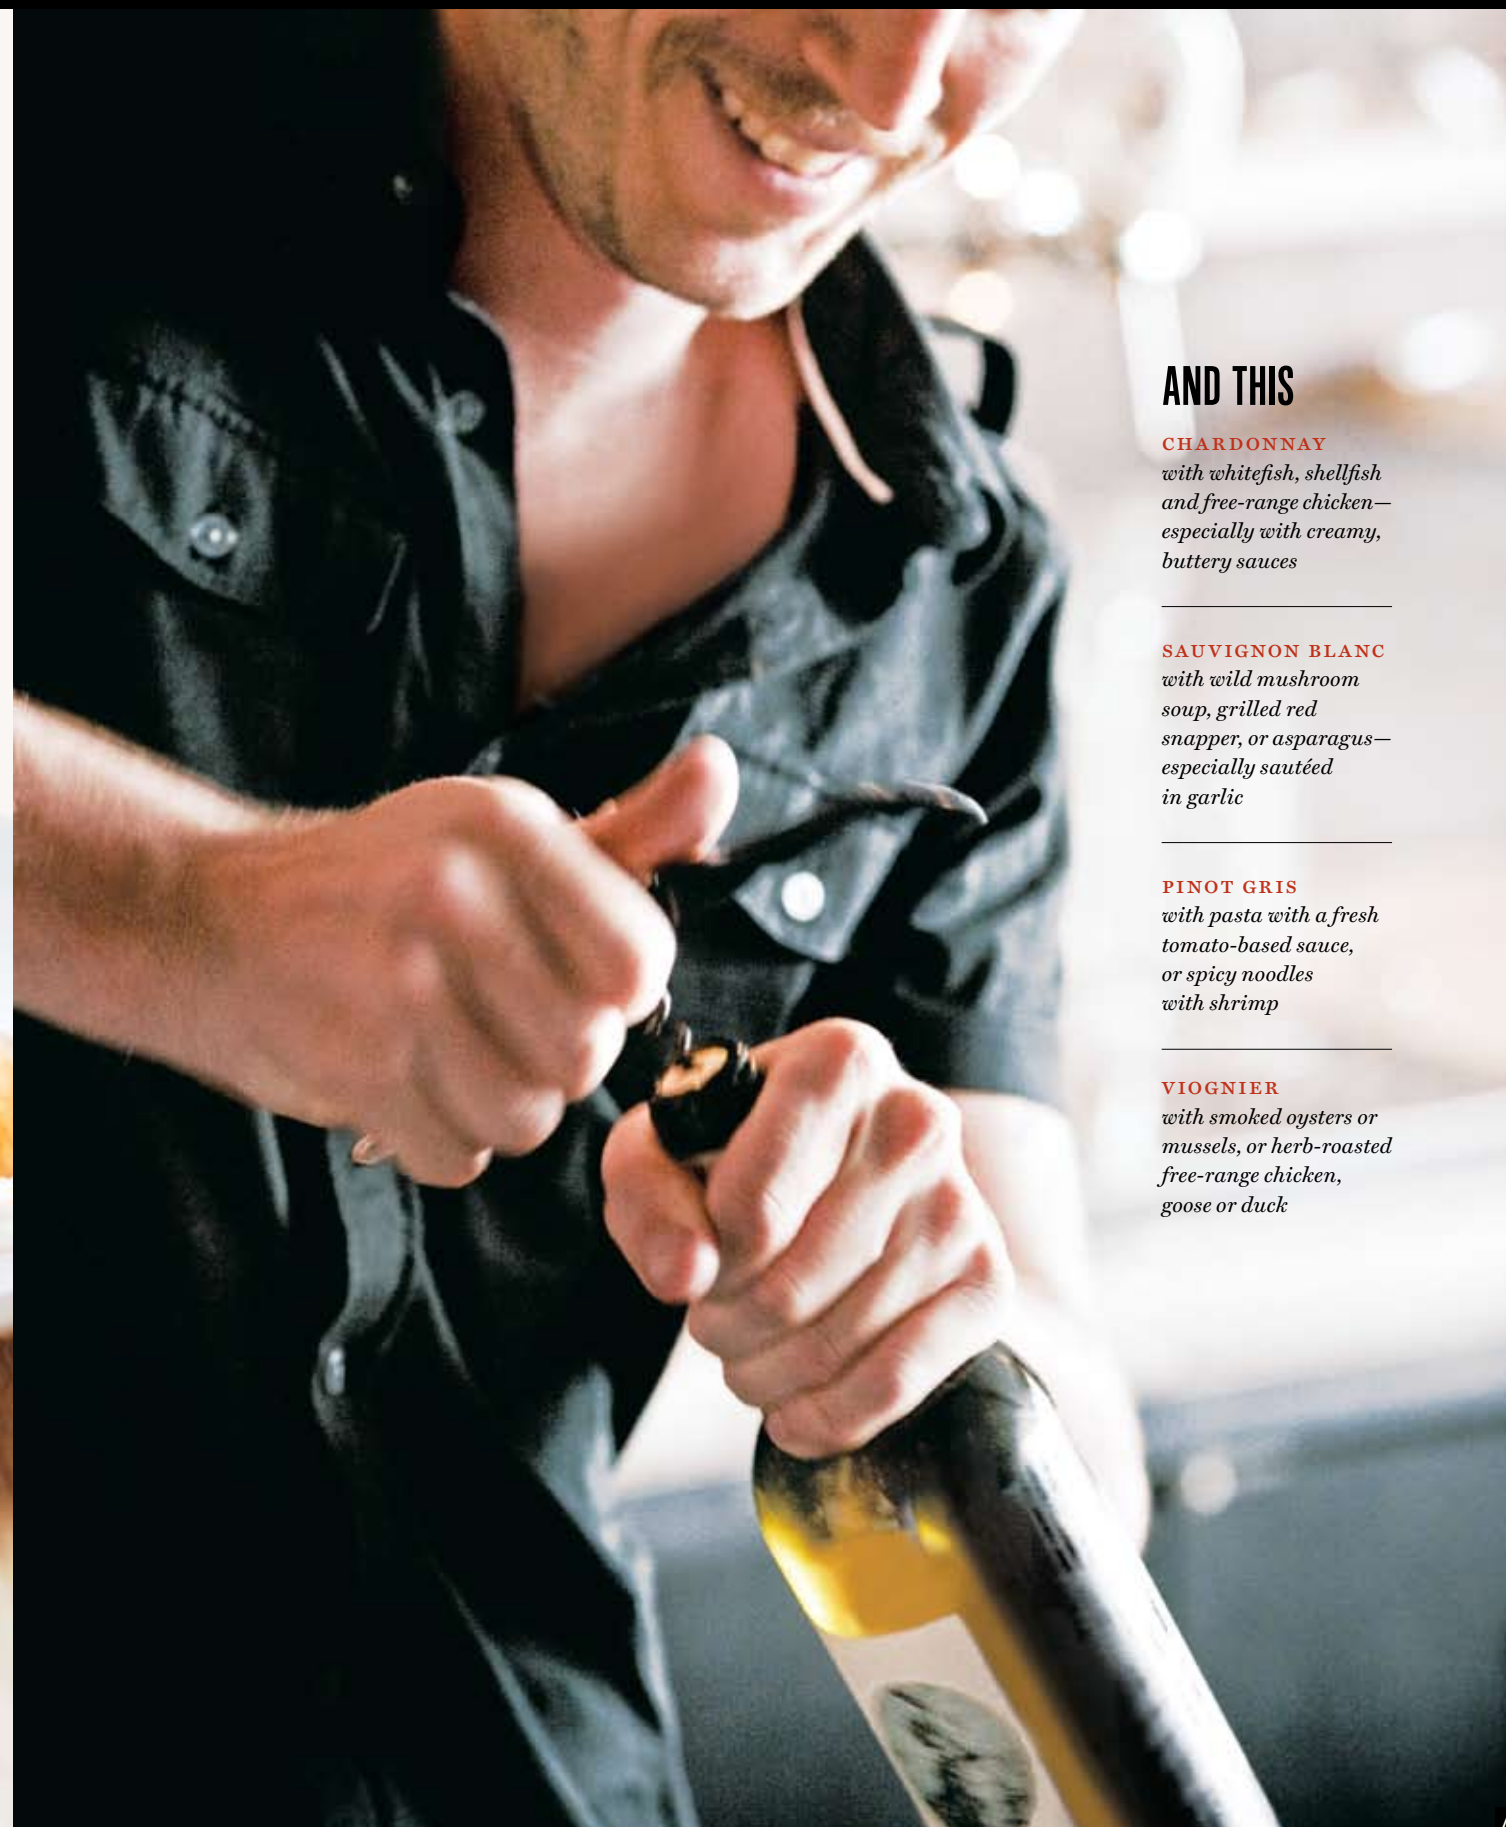 AND THIS
CHARDONNAY
with whitefish, shellfish
and free-range chicken—
especially with creamy,
buttery sauces
SAUVIGNON BLANC
with wild mushroom
soup, grilled red
snapper, or asparagus—
especially sautéed
in garlic
PINOT GRIS
with pasta with a fresh
tomato-based sauce,
or spicy noodles
with shrimp
VIOGNIER
with smoked oysters or
mussels, or herb-roasted
free-range chicken,
goose or duck